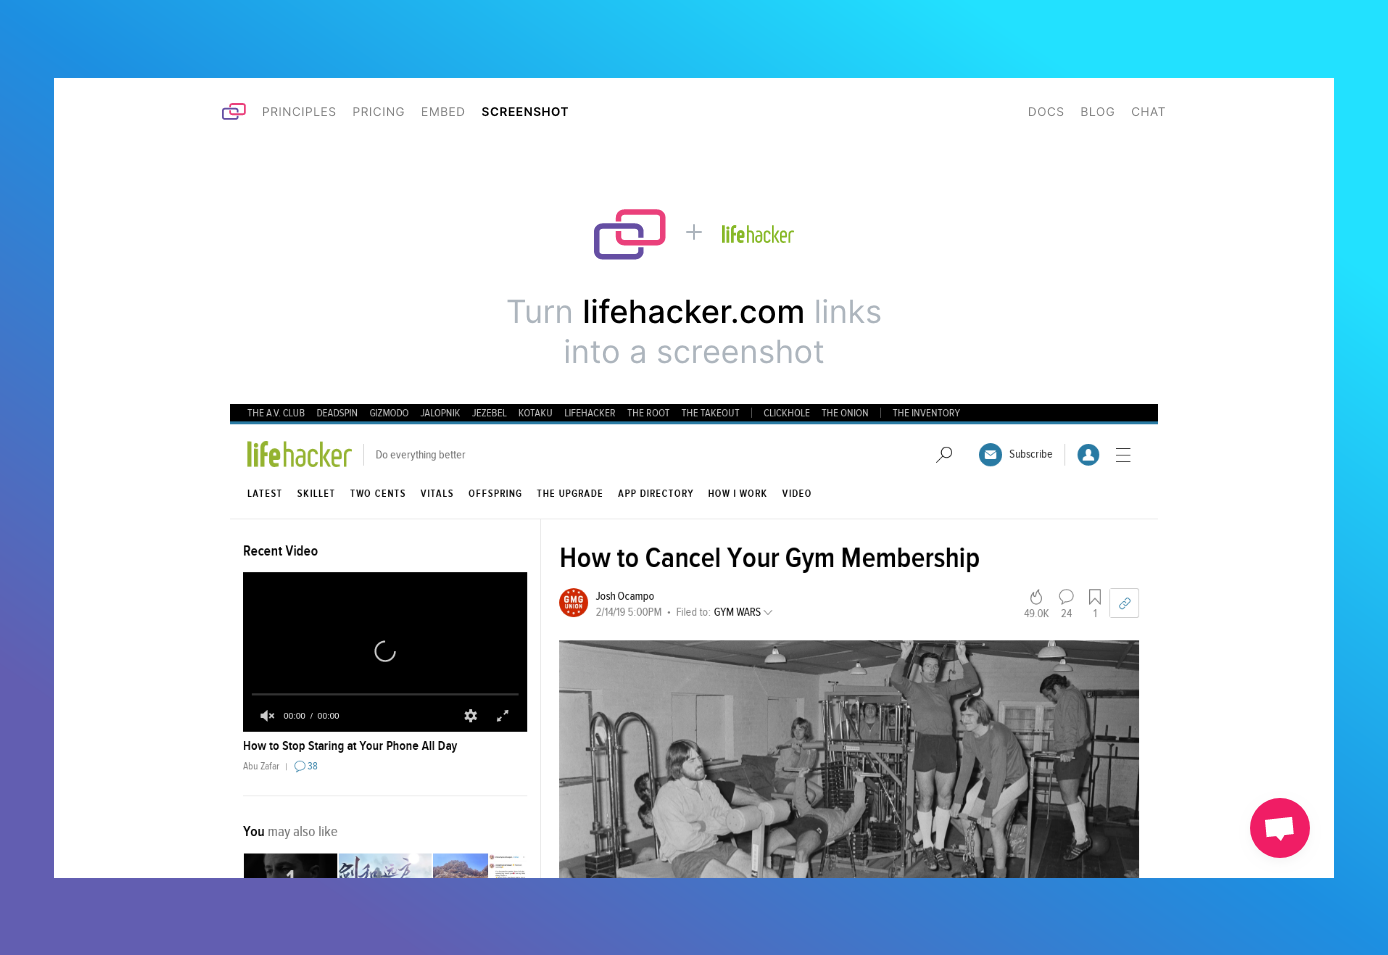 PRINCIPLES PRICING EMBED SCREENSHOT DOCS BLOG CHAT
+ lifehacker
Turn lifehacker.com links
into a screenshot
THE A.V. CLUB DEADSPIN GIZMODO JALOPNIK JEZEBEL KOTAKU LIFEHACKER THE ROOT THE TAKEOUT | CLICKHOLE THE ONION | THE INVENTORY
lifehacker | Do everything better Subscribe
LATEST SKILLET TWO CENTS VITALS OFFSPRING THE UPGRADE APP DIRECTORY HOW I WORK VIDEO
Recent Video
00:00 / 00:00
How to Stop Staring at Your Phone All Day
Abu Zafar | 38
You may also like
How to Cancel Your Gym Membership
GMG
UNION
Josh Ocampo
2/14/19 5:00PM • Filed to: GYM WARS
49.0K 24 1